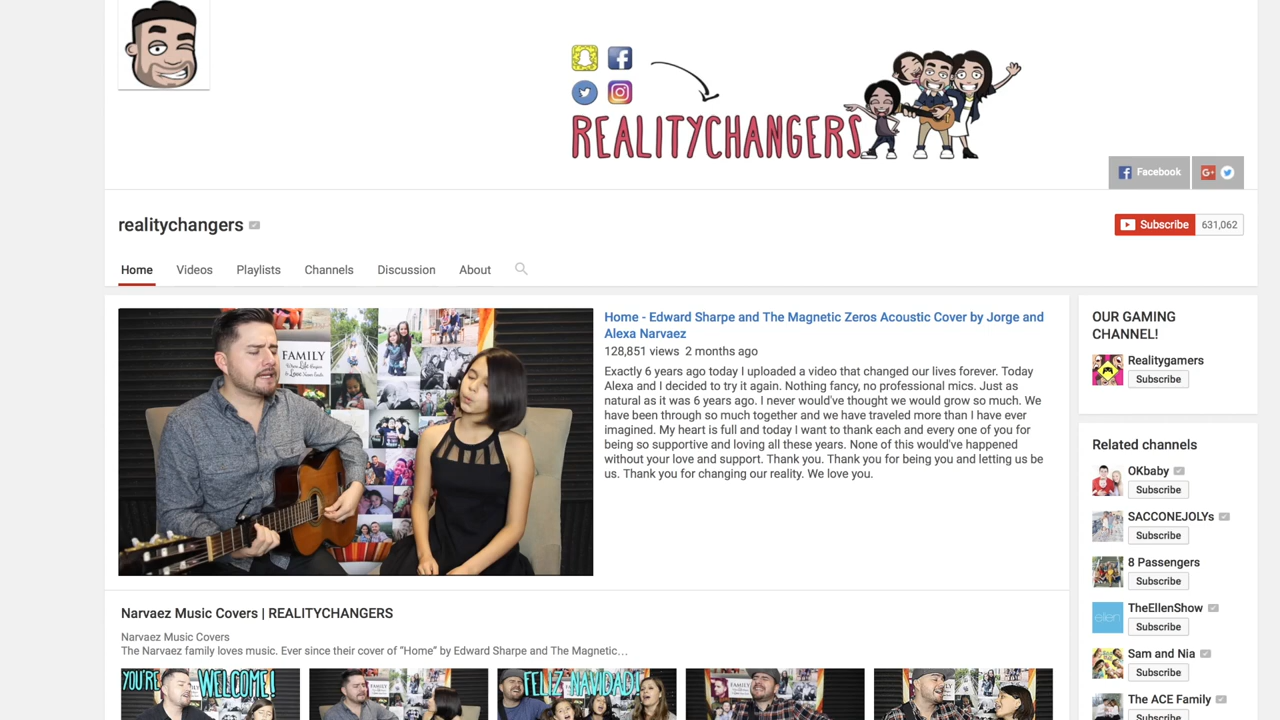 REALITYCHANGERS
Facebook
realitychangers
Subscribe 631,062
Home Videos Playlists Channels Discussion About
FAMILY
Home - Edward Sharpe and The Magnetic Zeros Acoustic Cover by Jorge and
Alexa Narvaez
128,851 views 2 months ago
Exactly 6 years ago today I uploaded a video that changed our lives forever. Today
Alexa and I decided to try it again. Nothing fancy, no professional mics. Just as
natural as it was 6 years ago. I never would've thought we would grow so much. We
have been through so much together and we have traveled more than I have ever
imagined. My heart is full and today I want to thank each and every one of you for
being so supportive and loving all these years. None of this would've happened
without your love and support. Thank you. Thank you for being you and letting us be
us. Thank you for changing our reality. We love you.
OUR GAMING
CHANNEL!
Realitygamers
Subscribe
Related channels
OKbaby
Subscribe
SACCONEJOLYs
Subscribe
8 Passengers
Subscribe
TheEllenShow
ellen
Subscribe
Sam and Nia
Subscribe
The ACE Family
Subscribe
Narvaez Music Covers | REALITYCHANGERS
Narvaez Music Covers
The Narvaez family loves music. Ever since their cover of “Home” by Edward Sharpe and The Magnetic…
YOU'RE WELCOME!
FELIZ NAVIDAD!